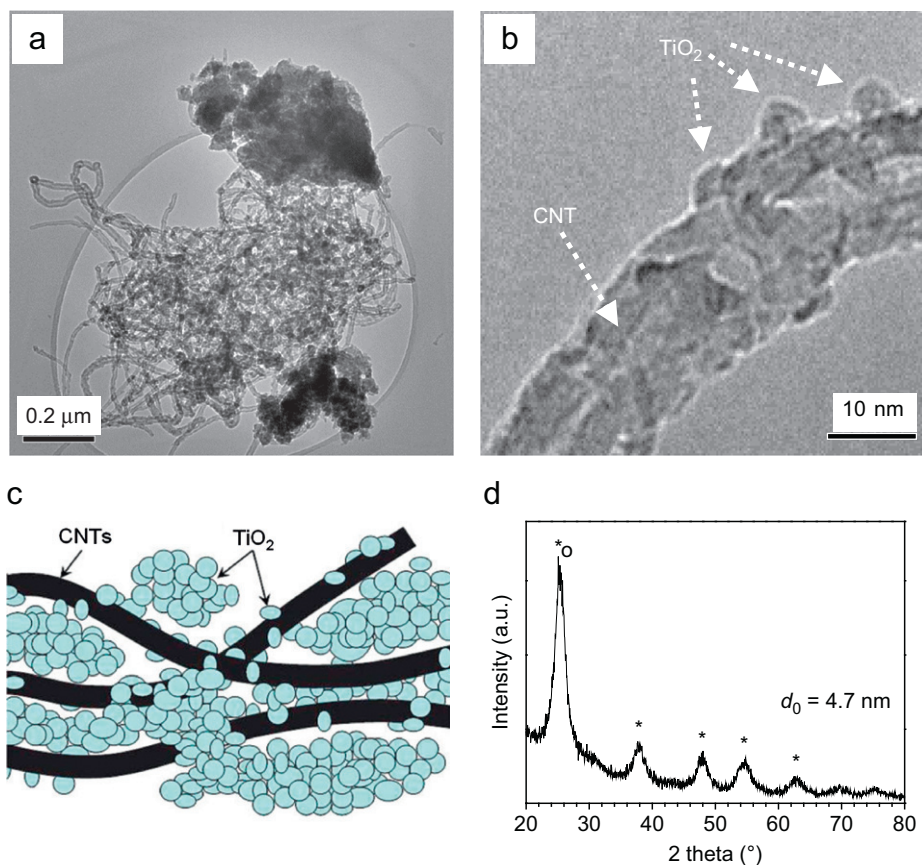 a
0.2 μm
b
TiO2
CNT
10 nm
c
CNTs
TiO2
d
*o
*
*
*
*
d0 = 4.7 nm
Intensity (a.u.)
20 30 40 50 60 70 80
2 theta (°)